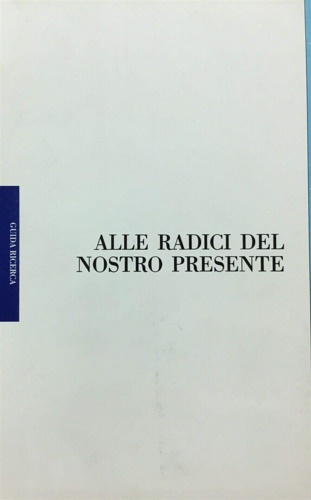 GUIDA RICERCA
ALLE RADICI DEL
NOSTRO PRESENTE